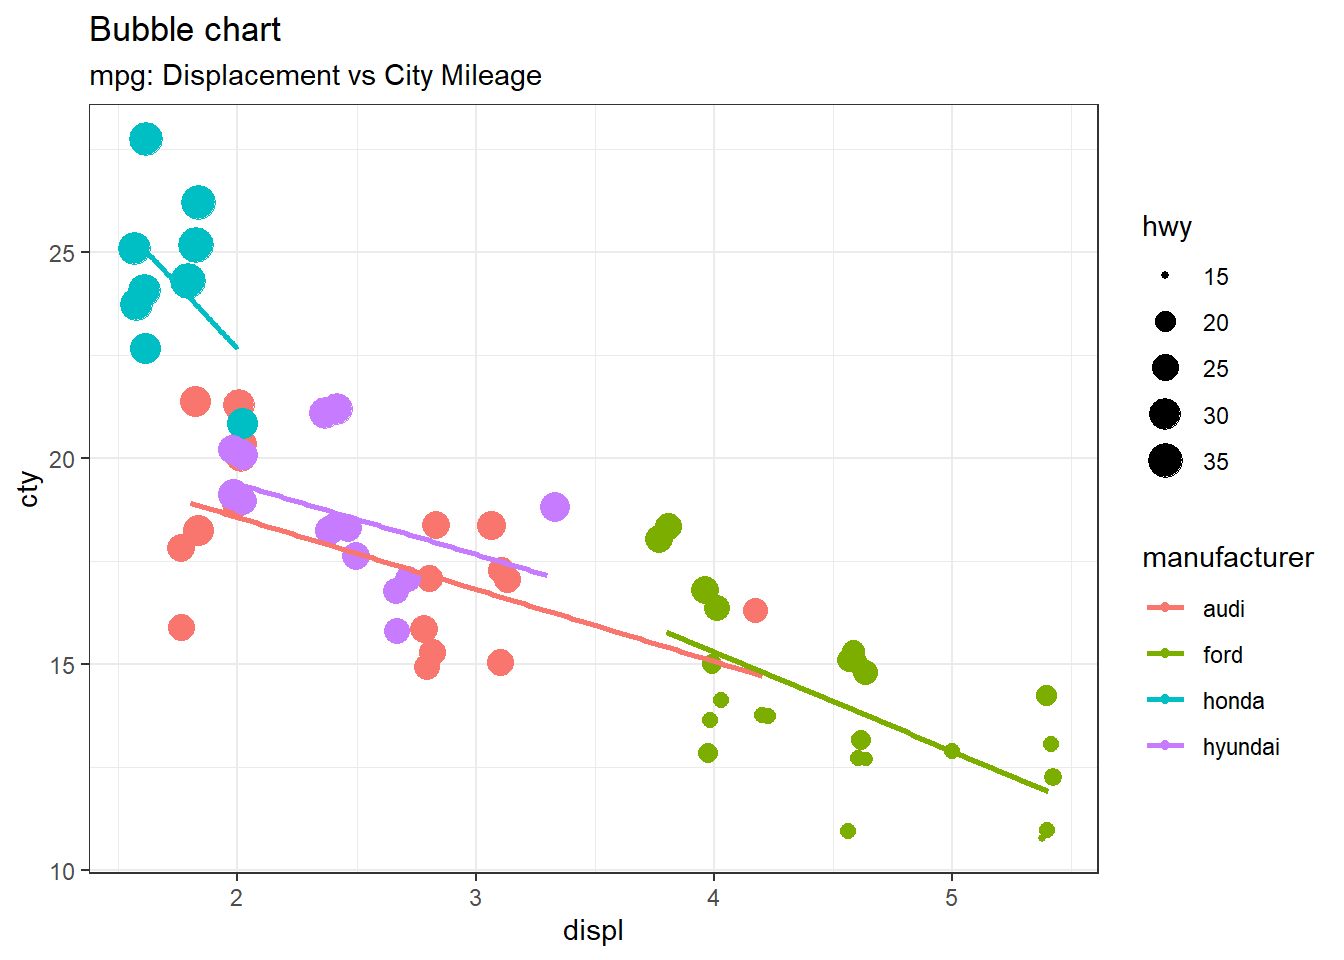 Bubble chart
mpg: Displacement vs City Mileage
cty
25
20
15
10
2
3
4
5
displ
hwy
15
20
25
30
35
manufacturer
audi
ford
honda
hyundai